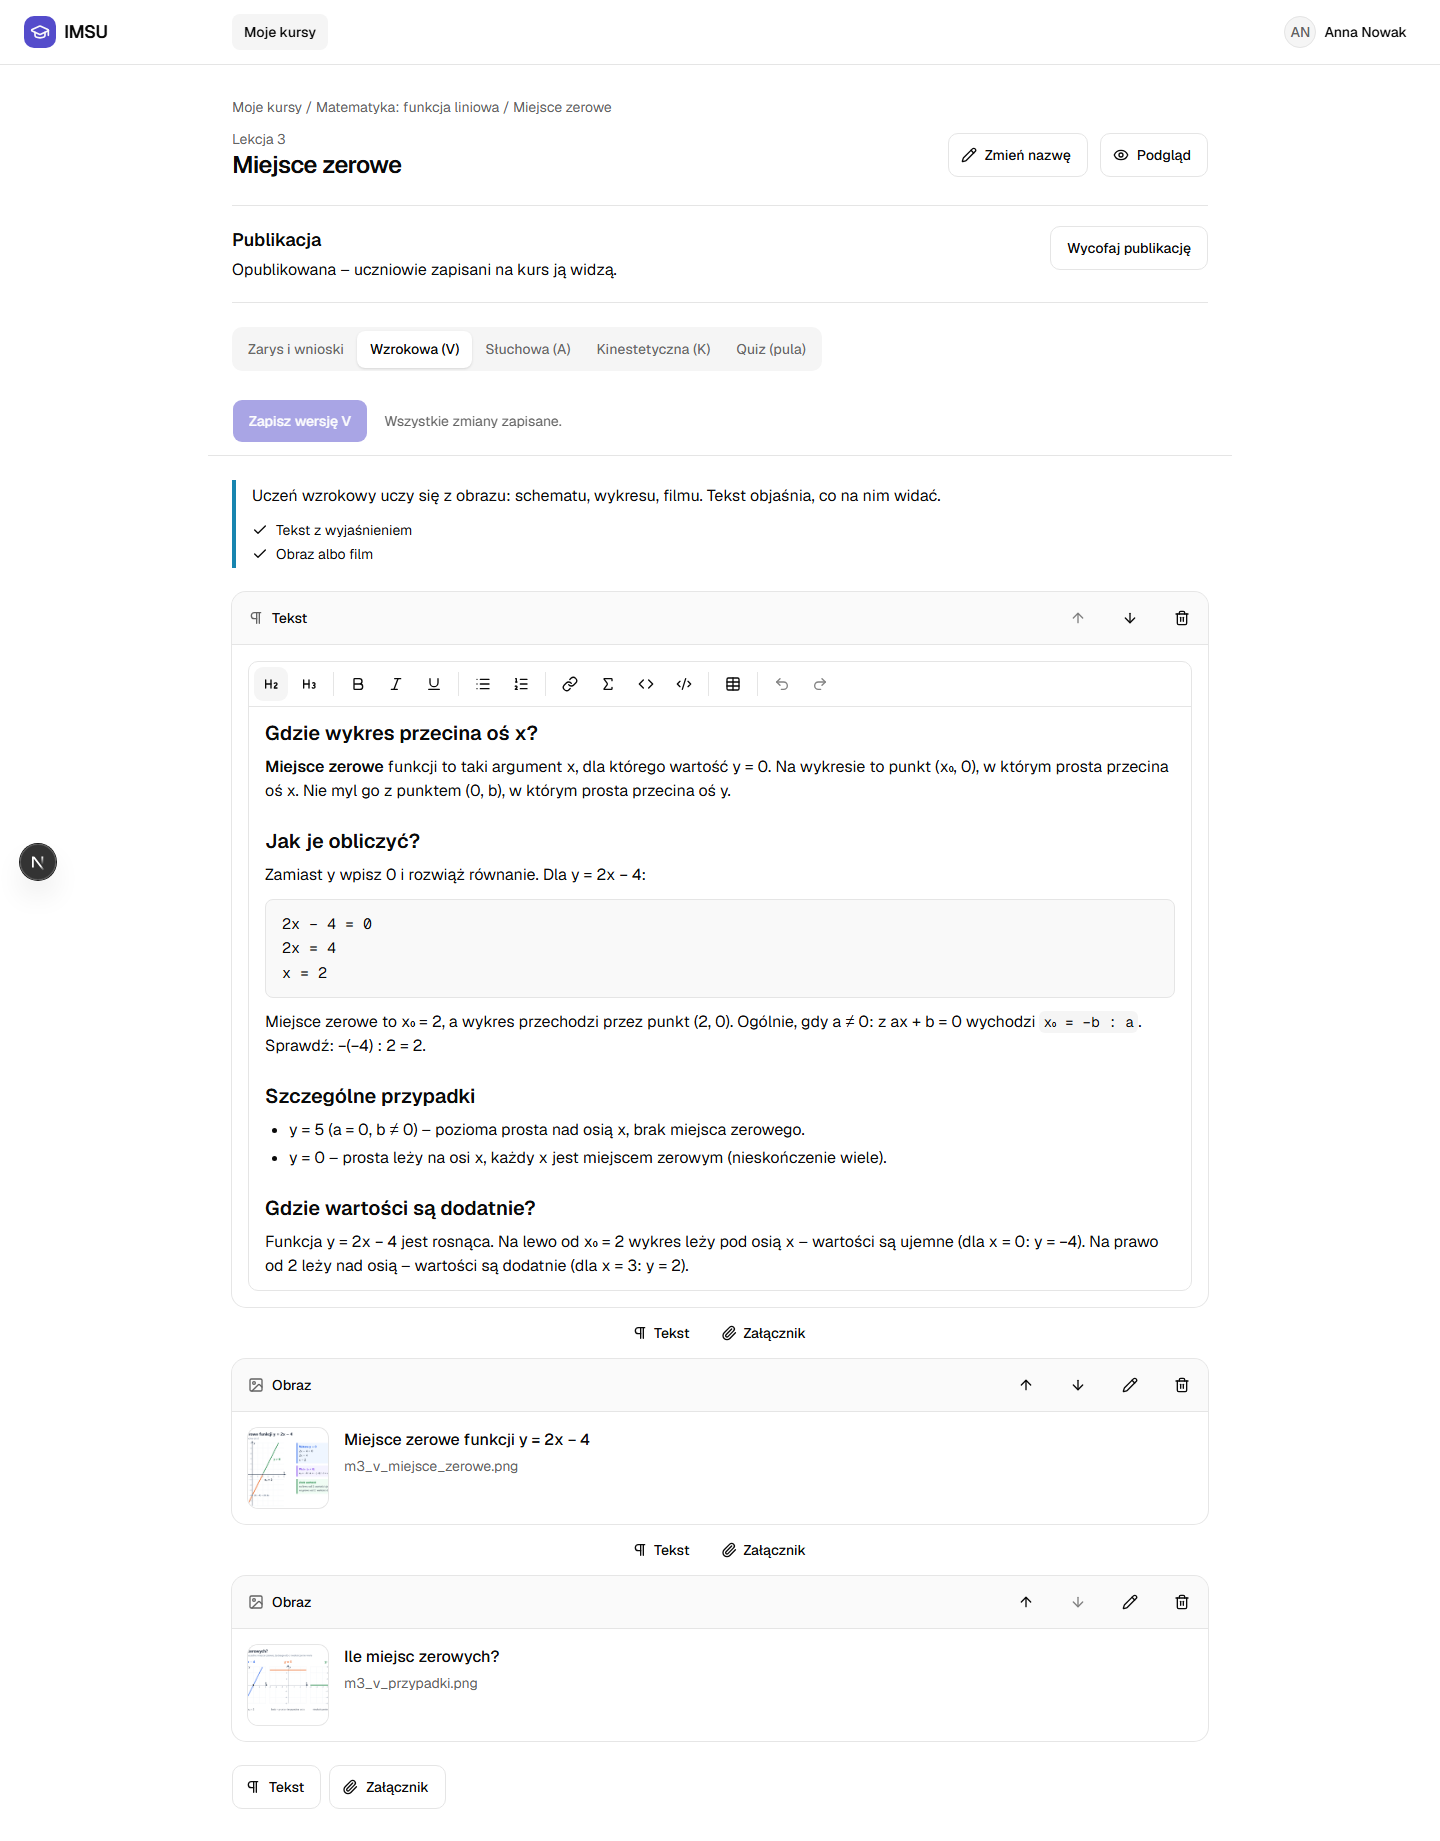 IMSU
Moje kursy
AN
Anna Nowak
Moje kursy / Matematyka: funkcja liniowa / Miejsce zerowe
Lekcja 3
Miejsce zerowe
Zmień nazwę
Podgląd
Publikacja
Opublikowana – uczniowie zapisani na kurs ją widzą.
Wycofaj publikację
Zarys i wnioski
Wzrokowa (V)
Słuchowa (A)
Kinestetyczna (K)
Quiz (pula)
Zapisz wersję V
Wszystkie zmiany zapisane.
Uczeń wzrokowy uczy się z obrazu: schematu, wykresu, filmu. Tekst objaśnia, co na nim widać.
Tekst z wyjaśnieniem
Obraz albo film
Tekst
H2 H3 B I U
Gdzie wykres przecina oś x?
Miejsce zerowe funkcji to taki argument x, dla którego wartość y = 0. Na wykresie to punkt (x₀, 0), w którym prosta przecina
oś x. Nie myl go z punktem (0, b), w którym prosta przecina oś y.
Jak je obliczyć?
Zamiast y wpisz 0 i rozwiąż równanie. Dla y = 2x − 4:
2x − 4 = 0
2x = 4
x = 2
Miejsce zerowe to x₀ = 2, a wykres przechodzi przez punkt (2, 0). Ogólnie, gdy a ≠ 0: z ax + b = 0 wychodzi x₀ = −b : a.
Sprawdź: −(−4) : 2 = 2.
Szczególne przypadki
• y = 5 (a = 0, b ≠ 0) – pozioma prosta nad osią x, brak miejsca zerowego.
• y = 0 – prosta leży na osi x, każdy x jest miejscem zerowym (nieskończenie wiele).
Gdzie wartości są dodatnie?
Funkcja y = 2x − 4 jest rosnąca. Na lewo od x₀ = 2 wykres leży pod osią x – wartości są ujemne (dla x = 0: y = −4). Na prawo
od 2 leży nad osią – wartości są dodatnie (dla x = 3: y = 2).
Tekst
Załącznik
Obraz
Miejsce zerowe funkcji y = 2x − 4
m3_v_miejsce_zerowe.png
Tekst
Załącznik
Obraz
Ile miejsc zerowych?
m3_v_przypadki.png
Tekst
Załącznik
N